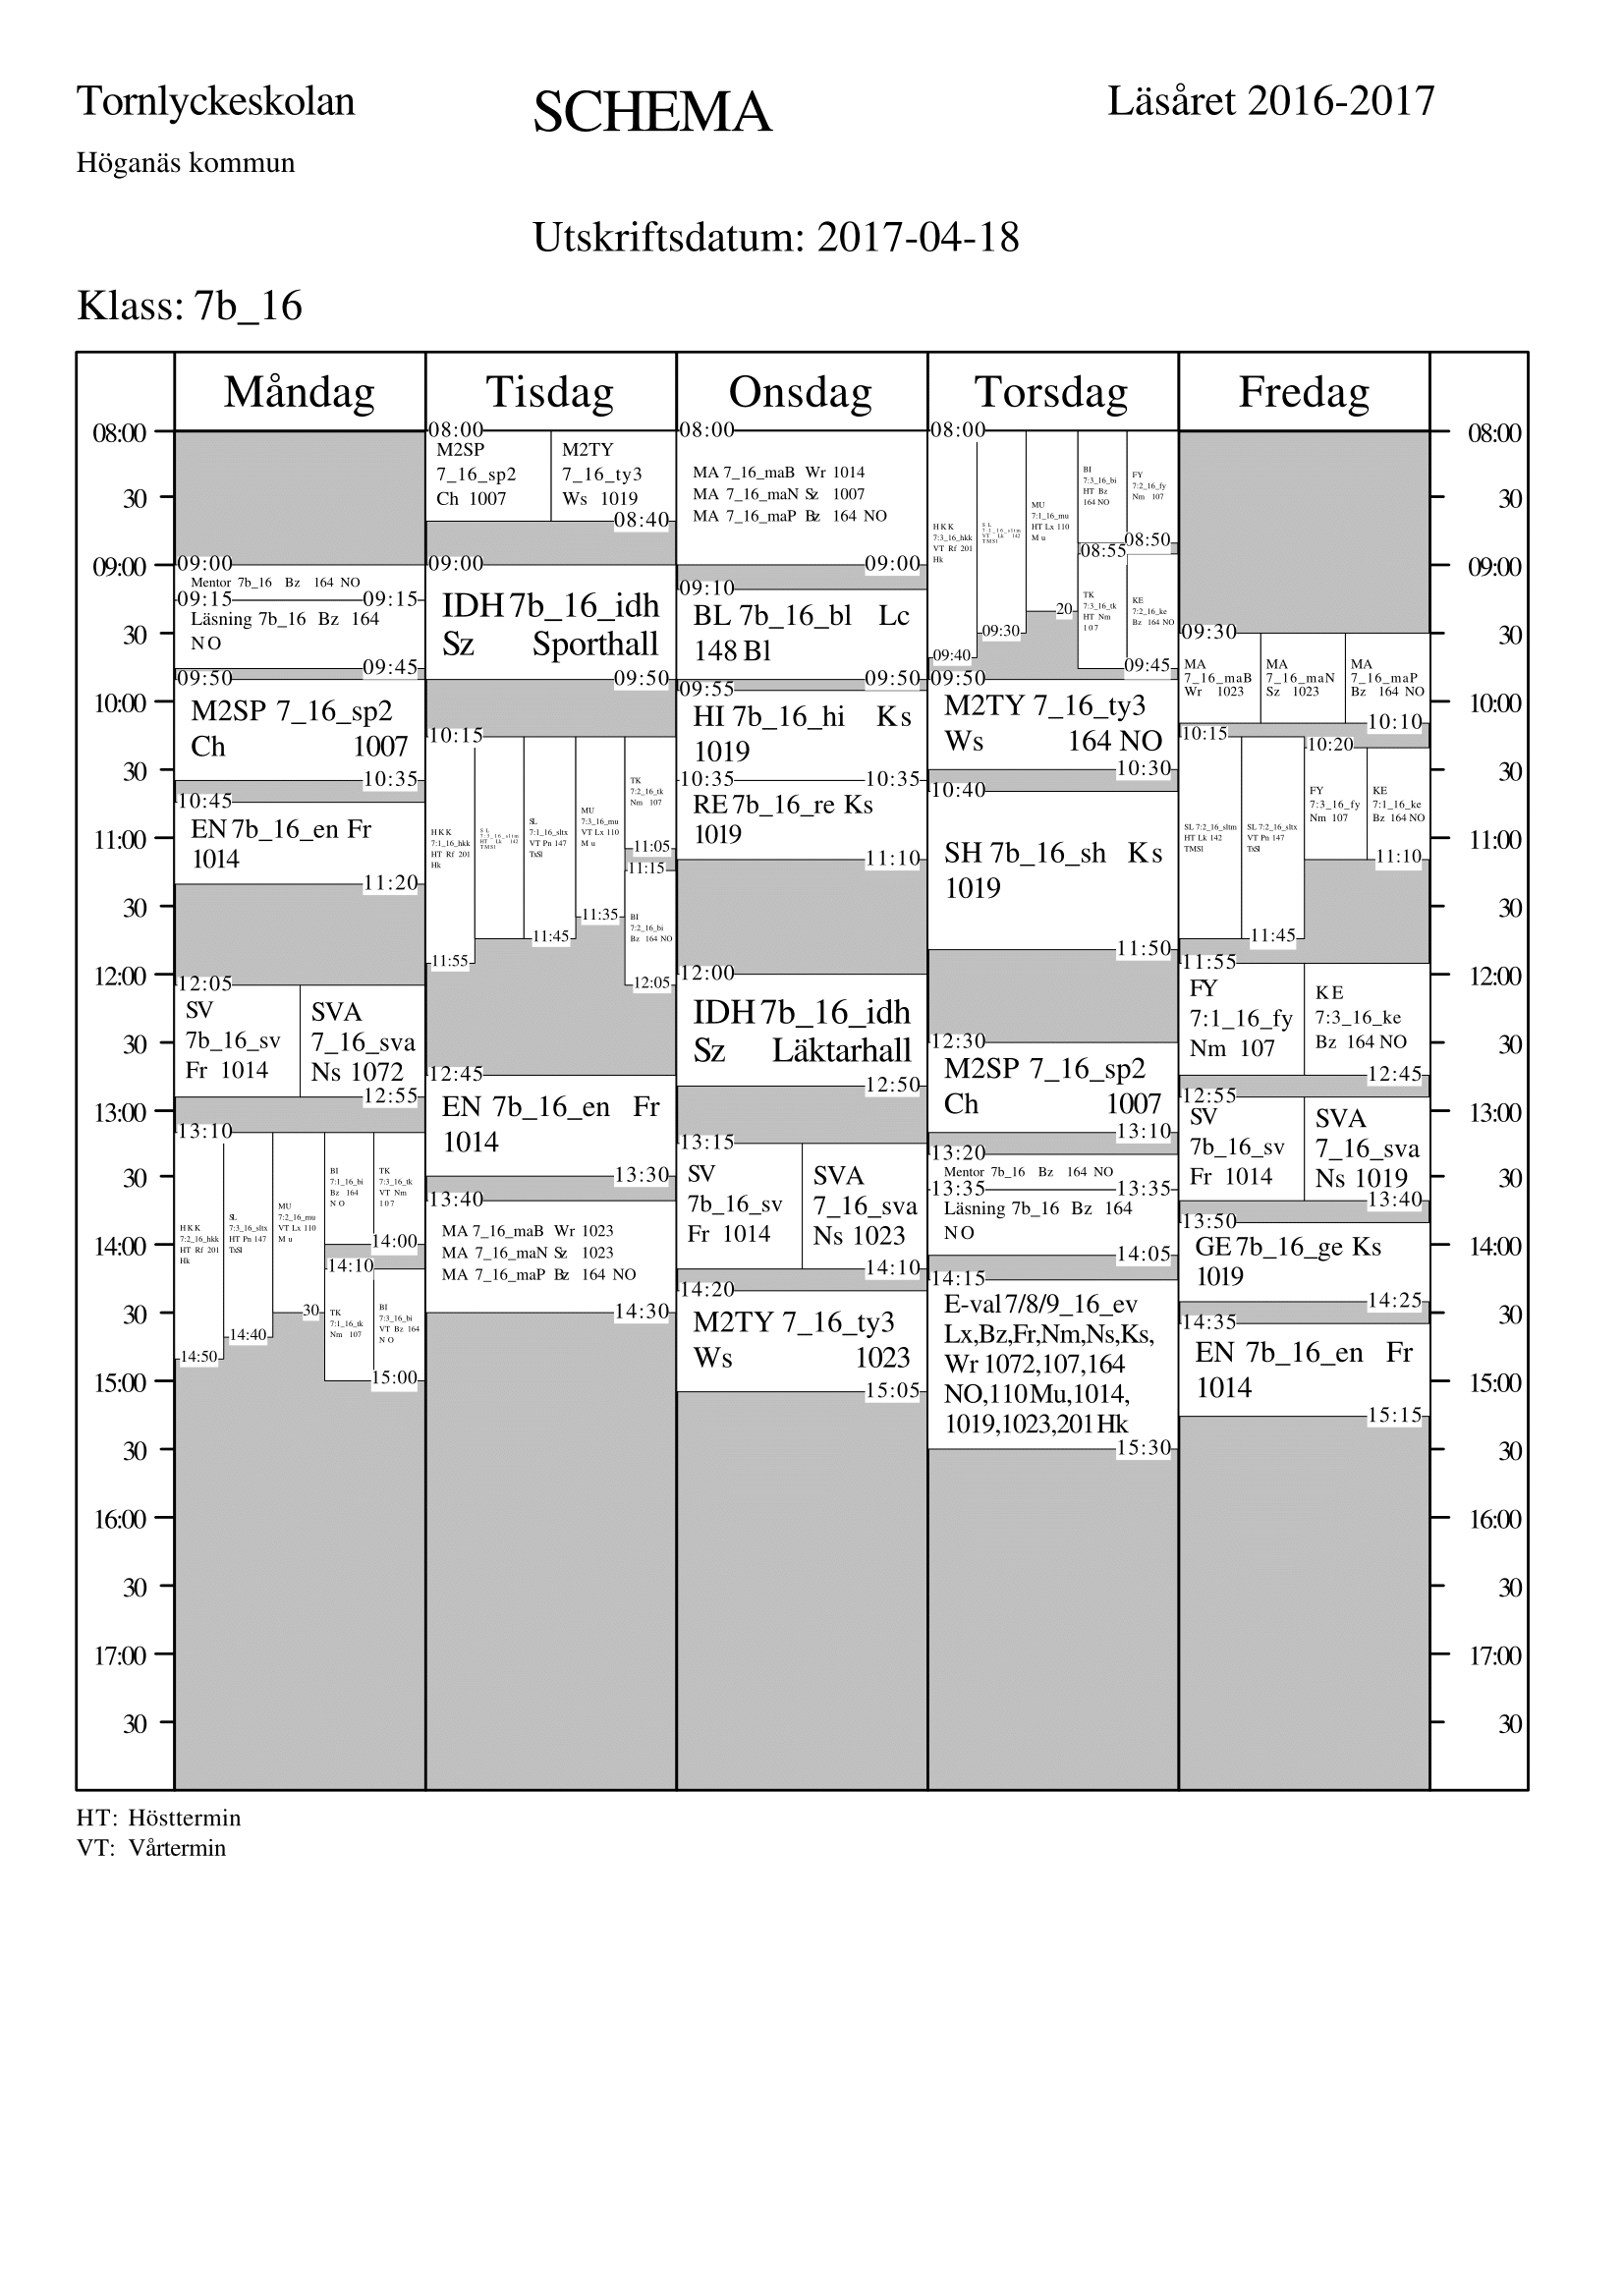 Tornlyckeskolan
SCHEMA
Läsåret 2016-2017
Höganäs kommun
Utskriftsdatum: 2017-04-18
Klass: 7b_16
Måndag
Tisdag
Onsdag
Torsdag
Fredag
08:00
30
09:00
30
10:00
30
11:00
30
12:00
30
13:00
30
14:00
30
15:00
30
16:00
30
17:00
30
09:00
Mentor 7b_16 Bz 164 NO
09:15
09:15
Läsning 7b_16 Bz 164
NO
09:45
09:50
M2SP 7_16_sp2
Ch 1007
10:35
10:45
EN 7b_16_en Fr
1014
11:20
12:05
SV
7b_16_sv
Fr 1014
SVA
7_16_sva
Ns 1072
12:55
13:10
HKK
7:2_16_hkk
HT Rf 201
Hk
14:50
SL
7:3_16_sltx
HT Pn 147
TxSl
14:40
MU
7:2_16_mu
VT Lx 110
Mu
30
BI
7:1_16_bi
Bz 164
NO
TK
7:3_16_tk
VT Nm
107
14:00
14:10
TK
7:1_16_tk
Nm 107
BI
7:3_16_bi
VT Bz 164
NO
15:00
08:00
M2SP
7_16_sp2
Ch 1007
M2TY
7_16_ty3
Ws 1019
08:40
09:00
IDH 7b_16_idh
Sz Sporthall
09:50
10:15
HKK
7:1_16_hkk
HT Rf 201
Hk
11:55
SL
7:3_16_sltm
HT Lk 142
TMSl
SL
7:1_16_sltx
VT Pn 147
TxSl
11:45
MU
7:3_16_mu
VT Lx 110
Mu
11:35
TK
7:2_16_tk
Nm 107
11:05
11:15
BI
7:2_16_bi
Bz 164 NO
12:05
12:45
EN 7b_16_en Fr
1014
13:30
13:40
MA 7_16_maB Wr 1023
MA 7_16_maN Sz 1023
MA 7_16_maP Bz 164 NO
14:30
08:00
MA 7_16_maB Wr 1014
MA 7_16_maN Sz 1007
MA 7_16_maP Bz 164 NO
09:00
09:10
BL 7b_16_bl Lc
148 Bl
09:50
09:55
HI 7b_16_hi Ks
1019
10:35
10:35
RE 7b_16_re Ks
1019
11:10
12:00
IDH 7b_16_idh
Sz Läktarhall
12:50
13:15
SV
7b_16_sv
Fr 1014
SVA
7_16_sva
Ns 1023
14:10
14:20
M2TY 7_16_ty3
Ws 1023
15:05
08:00
HKK
7:3_16_hkk
VT Rf 201
Hk
09:40
SL
7:1_16_sltm
VT Lk 142
TMSl
09:30
MU
7:1_16_mu
HT Lx 110
Mu
20
BI
7:3_16_bi
HT Bz
164 NO
FY
7:2_16_fy
Nm 107
08:50
08:55
TK
7:3_16_tk
HT Nm
107
KE
7:2_16_ke
Bz 164 NO
09:45
09:50
M2TY 7_16_ty3
Ws 164 NO
10:30
10:40
SH 7b_16_sh Ks
1019
11:50
12:30
M2SP 7_16_sp2
Ch 1007
13:10
13:20
Mentor 7b_16 Bz 164 NO
13:35
13:35
Läsning 7b_16 Bz 164
NO
14:05
14:15
E-val 7/8/9_16_ev
Lx,Bz,Fr,Nm,Ns,Ks,
Wr 1072,107,164
NO,110 Mu,1014,
1019,1023,201 Hk
15:30
09:30
MA
7_16_maB
Wr 1023
MA
7_16_maN
Sz 1023
MA
7_16_maP
Bz 164 NO
10:10
10:15
SL 7:2_16_sltm
HT Lk 142
TMSl
SL 7:2_16_sltx
VT Pn 147
TxSl
11:45
10:20
FY
7:3_16_fy
Nm 107
KE
7:1_16_ke
Bz 164 NO
11:10
11:55
FY
7:1_16_fy
Nm 107
KE
7:3_16_ke
Bz 164 NO
12:45
12:55
SV
7b_16_sv
Fr 1014
SVA
7_16_sva
Ns 1019
13:40
13:50
GE 7b_16_ge Ks
1019
14:25
14:35
EN 7b_16_en Fr
1014
15:15
08:00
30
09:00
30
10:00
30
11:00
30
12:00
30
13:00
30
14:00
30
15:00
30
16:00
30
17:00
30
HT: Hösttermin
VT: Vårtermin